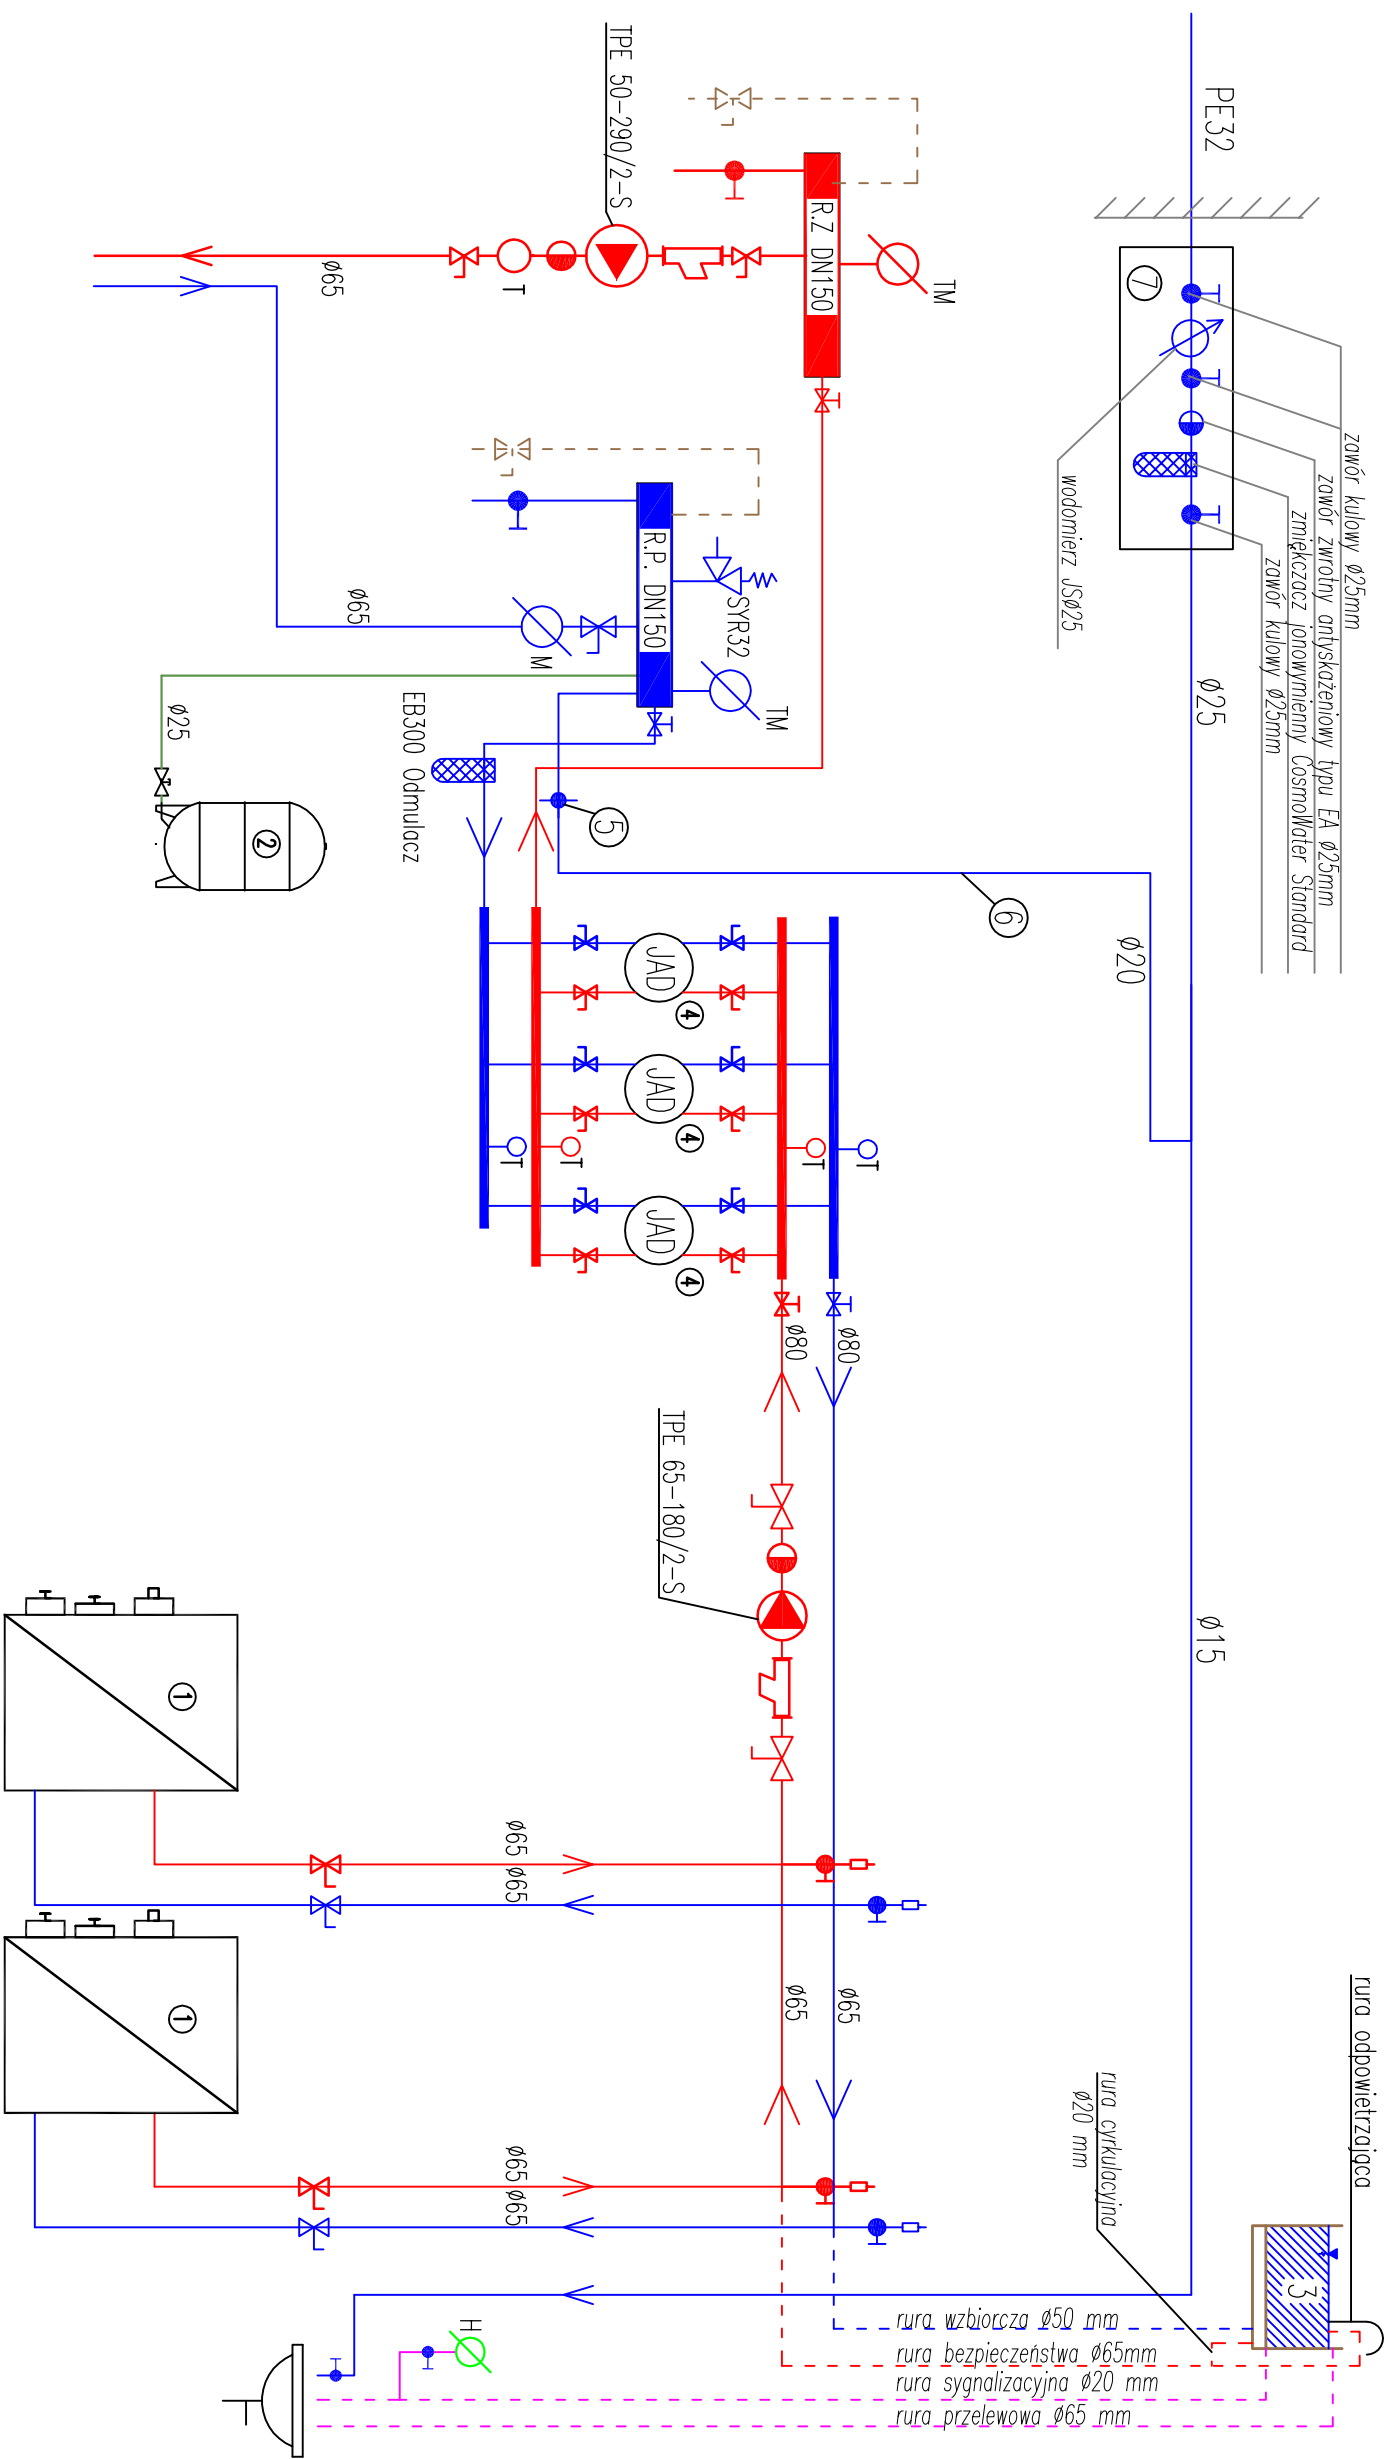 PE32
7
zawór kulowy ø25mm
zawór zwrotny antyskażeniowy typu EA ø25mm
zmiękczacz jonowymienny CosmoWater Standard
zawór kulowy ø25mm
wodomierz JSø25
ø25
ø20
ø15
TPE 50-290/2-S
R.Z DN150
TM
T
ø65
ø65
R.P. DN150
SYR32
M
TM
ø25
2
EB300 Odmulacz
5
6
JAD
4
JAD
4
JAD
4
T
T
T
T
ø80
ø80
TPE 65-180/2-S
1
1
ø65
ø65
ø65
ø65
ø65
ø65
rura odpowietrzająca
rura cyrkulacyjna
ø20 mm
3
rura wzbiorcza ø50 mm
rura bezpieczeństwa ø65mm
rura sygnalizacyjna ø20 mm
rura przelewowa ø65 mm
H